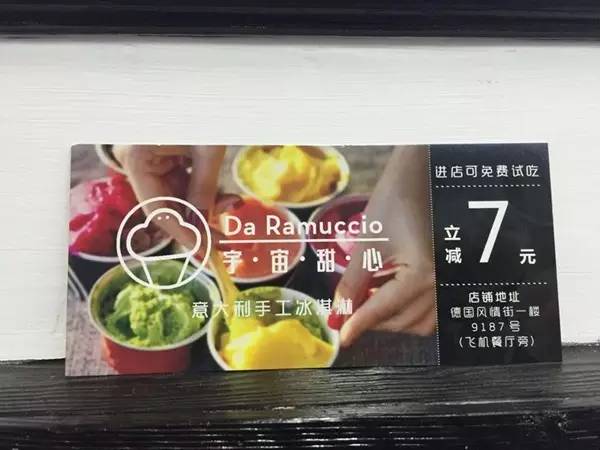 Da Ramuccio
宇·宙·甜·心
意大利手工冰淇淋
进店可免费试吃
立减 7 元
店铺地址
德国风情街一楼
9187号
(飞机餐厅旁)